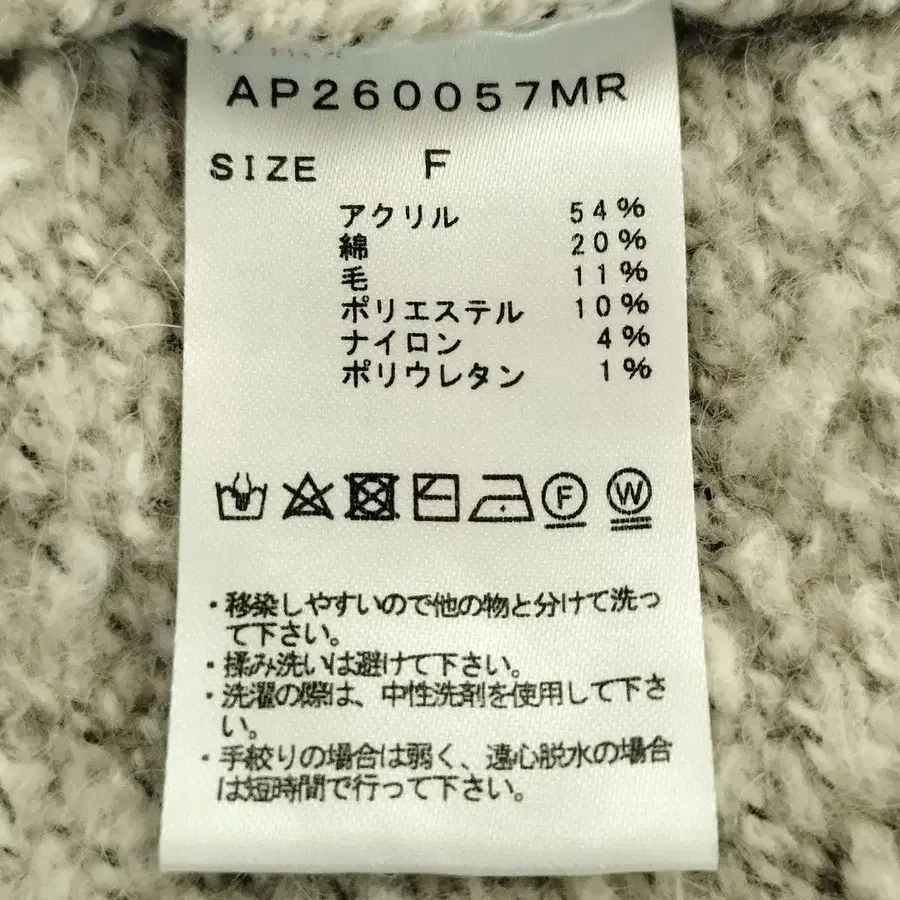 AP260057MR
SIZE F
アクリル 54%
綿 20%
毛 11%
ポリエステル 10%
ナイロン 4%
ポリウレタン 1%
F W
・移染しやすいので他の物と分けて洗っ
て下さい。
・揉み洗いは避けて下さい。
・洗濯の際は、中性洗剤を使用して下さ
い。
・手絞りの場合は弱く、遠心脱水の場合
は短時間で行って下さい。